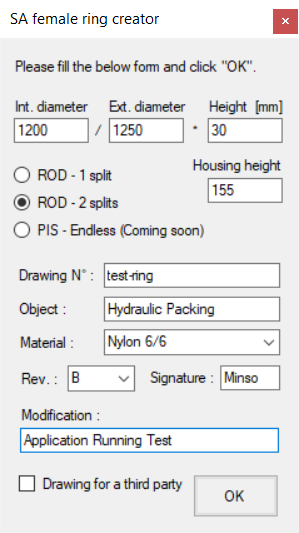 SA female ring creator
Please fill the below form and click "OK".
Int. diameter Ext. diameter Height [mm]
1200 / 1250 * 30
Housing height
ROD - 1 split
155
ROD - 2 splits
PIS - Endless (Coming soon)
Drawing N° : test-ring
Object : Hydraulic Packing
Material : Nylon 6/6
Rev. : B Signature : Minso
Modification :
Application Running Test
Drawing for a third party
OK